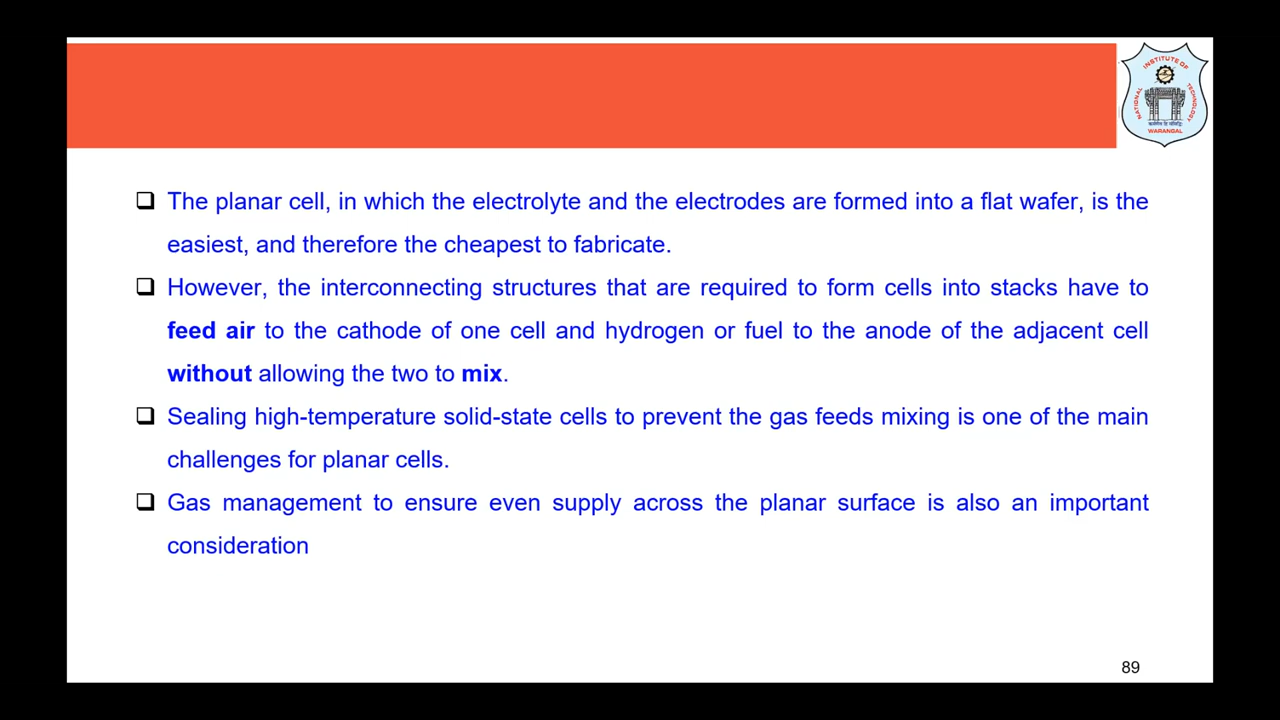 INSTITUTE OF
NATIONAL
TECHNOLOGY
WARANGAL
The planar cell, in which the electrolyte and the electrodes are formed into a flat wafer, is the
easiest, and therefore the cheapest to fabricate.
However, the interconnecting structures that are required to form cells into stacks have to
feed air to the cathode of one cell and hydrogen or fuel to the anode of the adjacent cell
without allowing the two to mix.
Sealing high-temperature solid-state cells to prevent the gas feeds mixing is one of the main
challenges for planar cells.
Gas management to ensure even supply across the planar surface is also an important
consideration
89